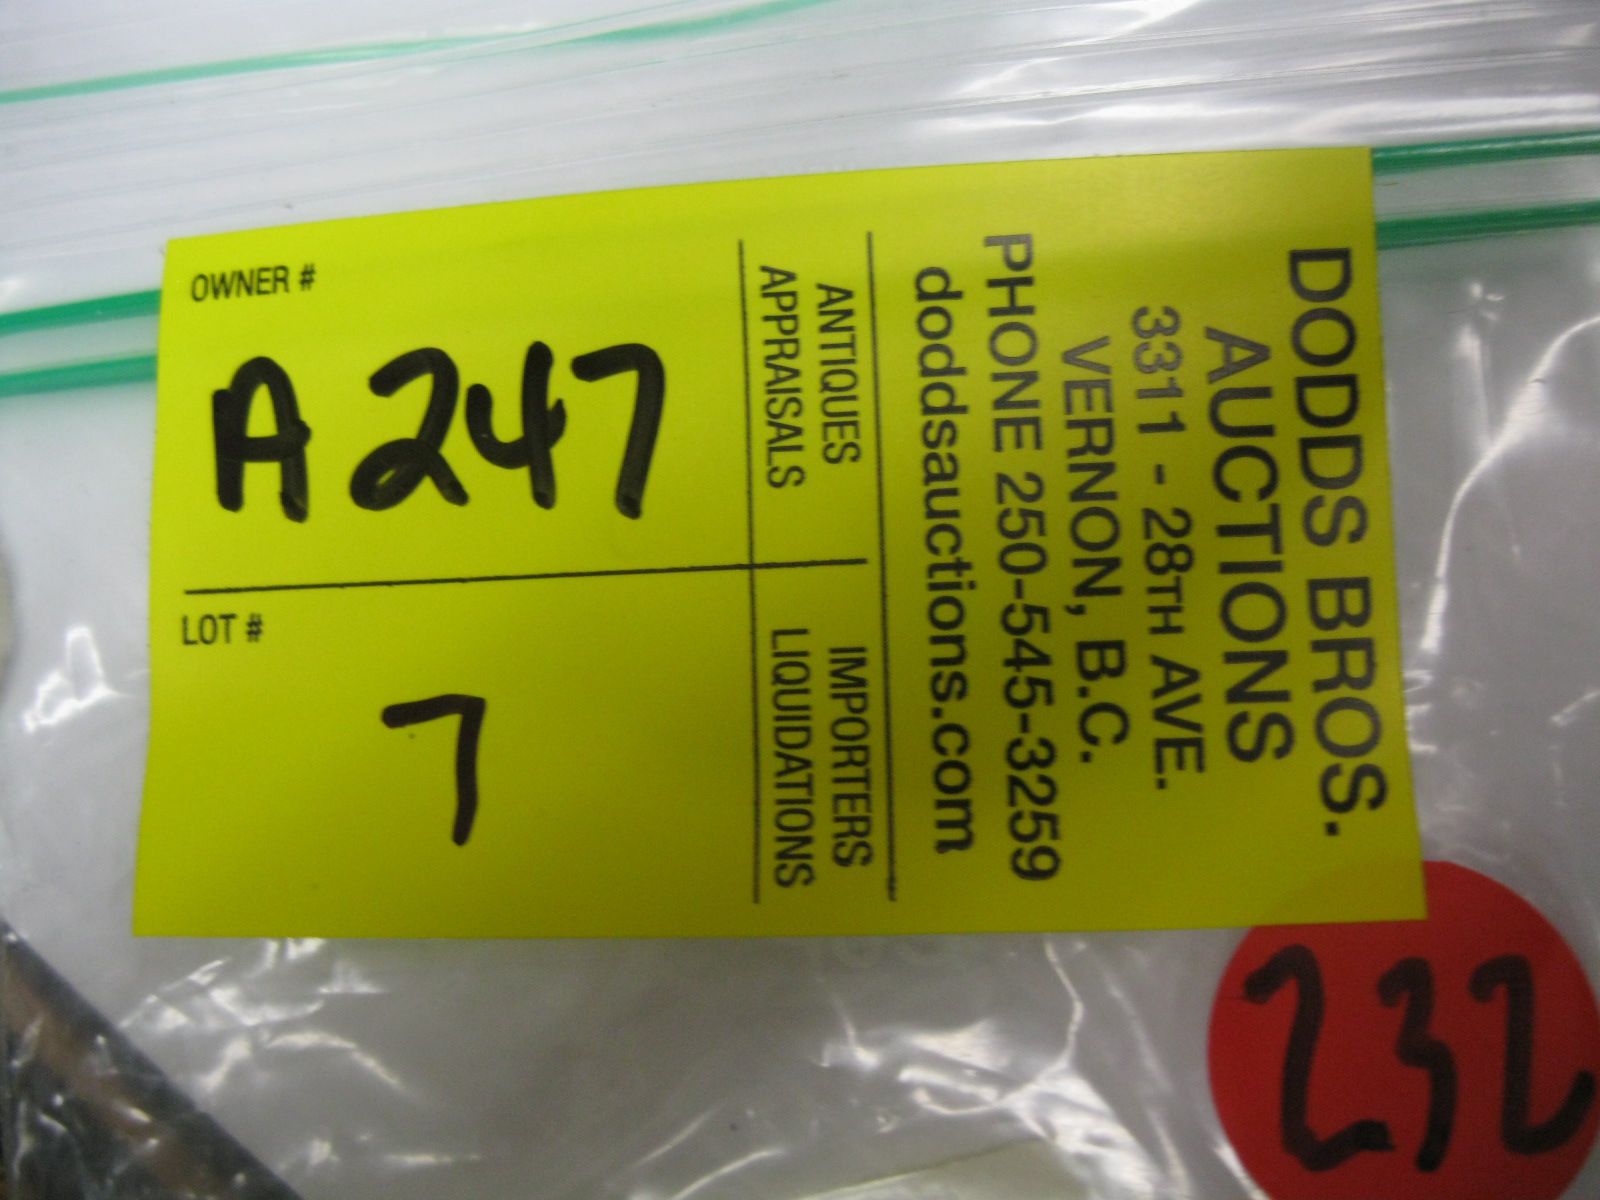 DODDS BROS.
AUCTIONS
3311 - 28TH AVE.
VERNON, B.C.
PHONE 250-545-3259
doddsauctions.com
ANTIQUES
APPRAISALS
IMPORTERS
LIQUIDATIONS
OWNER #
A247
LOT #
7
232